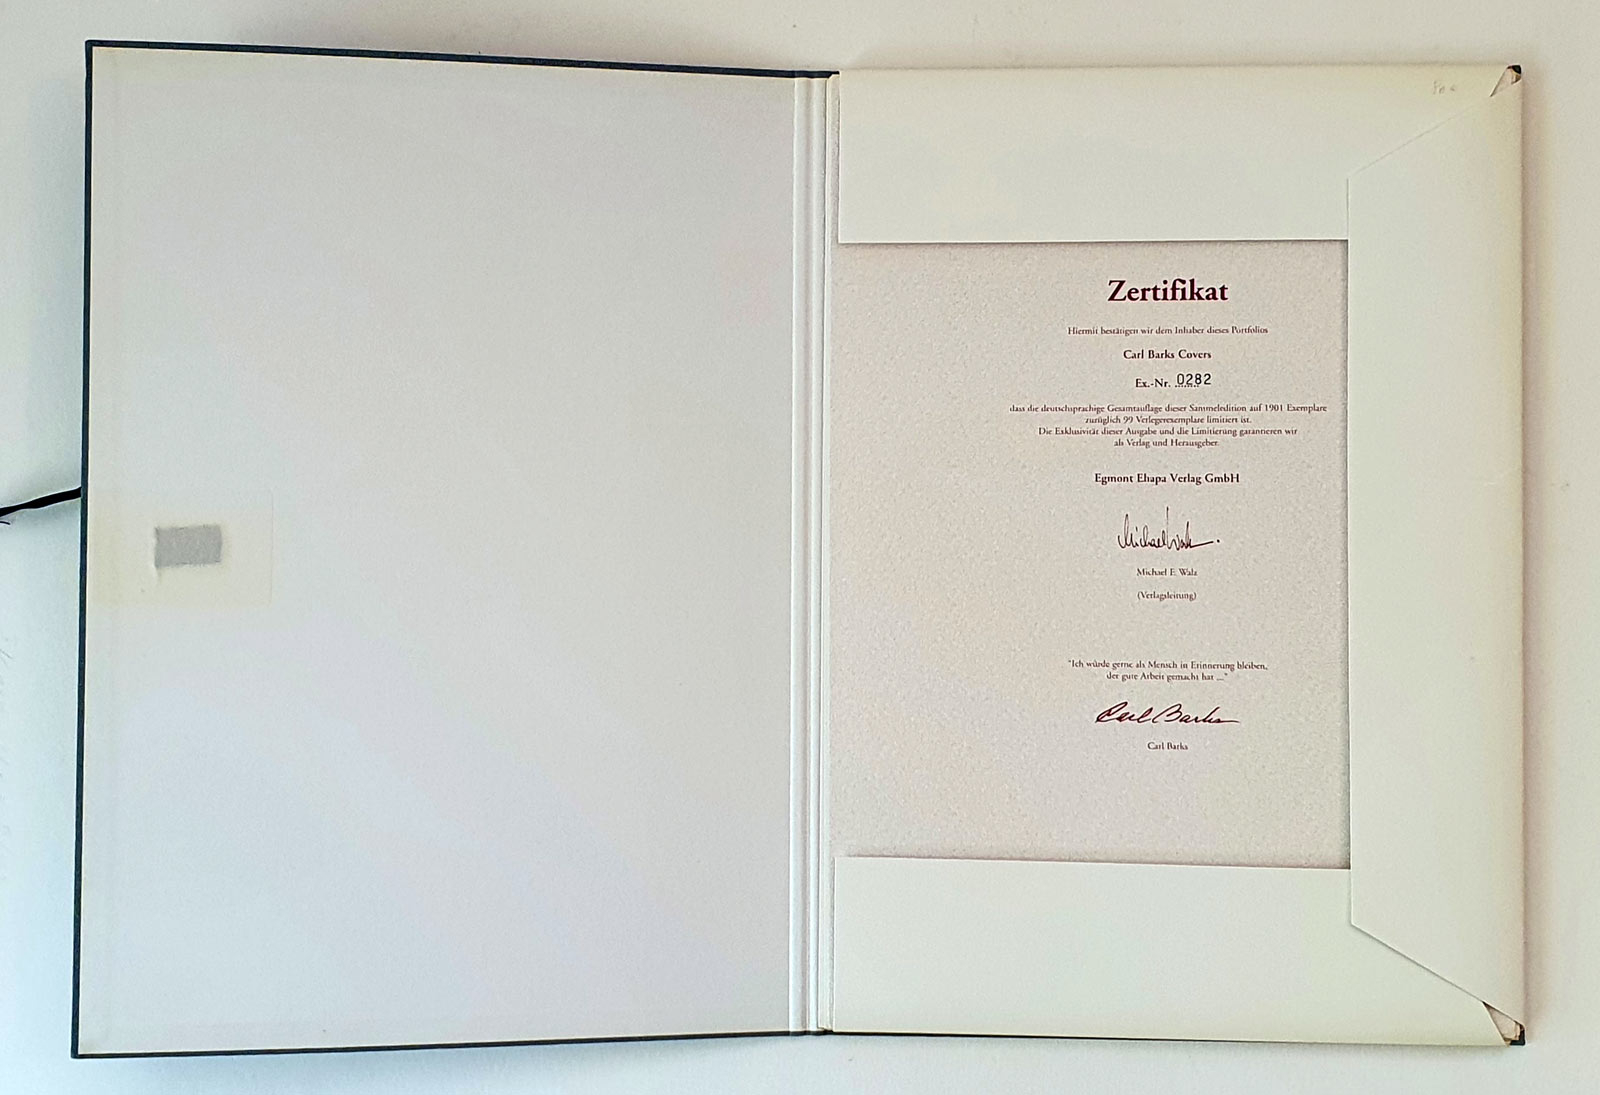 Zertifikat
Hiermit bestätigen wir dem Inhaber dieses Portfolios
Carl Barks Covers
Ex.-Nr. 0282
dass die deutschsprachige Gesamtauflage dieser Sammeledition auf 1901 Exemplare
zuzüglich 99 Verlegerexemplare limitiert ist.
Die Exklusivität dieser Ausgabe und die Limitierung garantieren wir
als Verlag und Herausgeber.
Egmont Ehapa Verlag GmbH
Michael Walz
Michael F. Walz
(Verlagsleitung)
"Ich würde gerne als Mensch in Erinnerung bleiben,
der gute Arbeit gemacht hat ..."
Carl Barks
Carl Barks